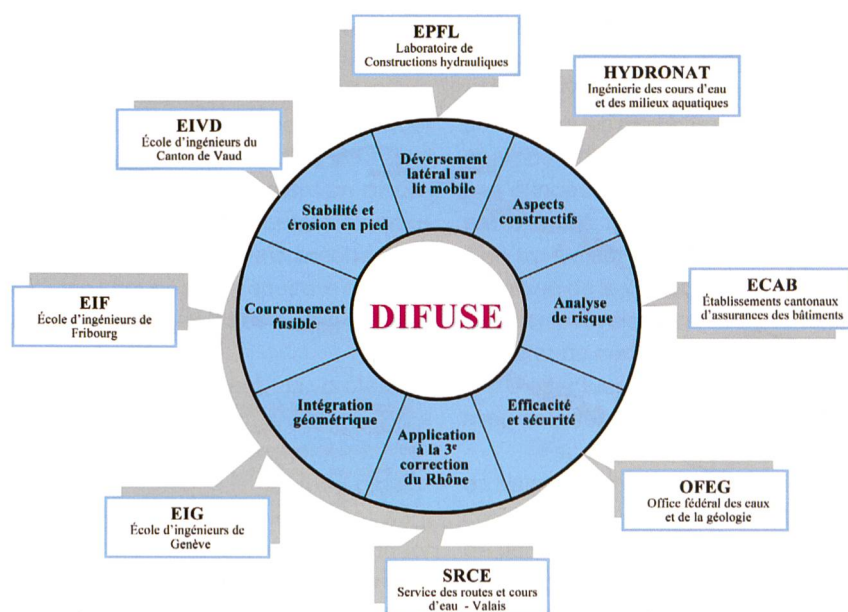 EPFL
Laboratoire de
Constructions hydrauliques
HYDRONAT
Ingénierie des cours d'eau
et des milieux aquatiques
EIVD
École d'ingénieurs du
Canton de Vaud
Déversement
latéral sur
lit mobile
Stabilité et
érosion en pied
Aspects
constructifs
EIF
École d'ingénieurs de
Fribourg
Couronnement
fusible
DIFUSE
Analyse
de risque
ECAB
Établissements cantonaux
d'assurances des bâtiments
Intégration
géométrique
Application
à la 3e
correction
du Rhône
Efficacité
et sécurité
EIG
École d'ingénieurs de
Genève
OFEG
Office fédéral des eaux
et de la géologie
SRCE
Service des routes et cours
d'eau - Valais